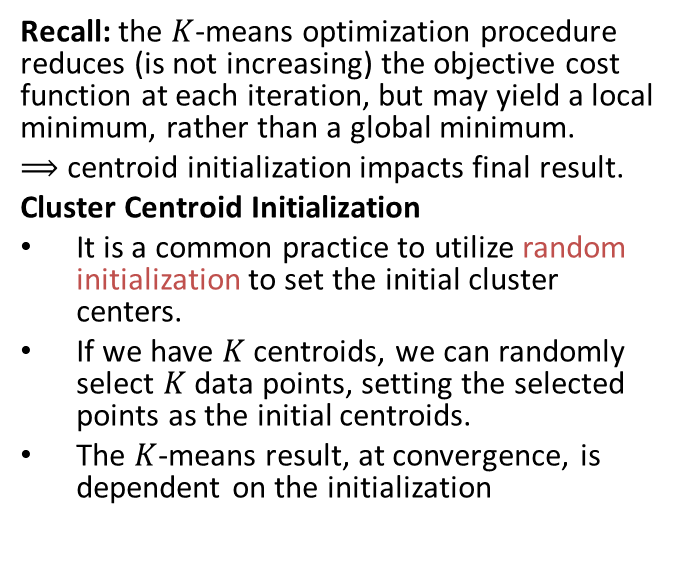 Recall: the K-means optimization procedure
reduces (is not increasing) the objective cost
function at each iteration, but may yield a local
minimum, rather than a global minimum.
⟹ centroid initialization impacts final result.
Cluster Centroid Initialization
• It is a common practice to utilize random
initialization to set the initial cluster
centers.
• If we have K centroids, we can randomly
select K data points, setting the selected
points as the initial centroids.
• The K-means result, at convergence, is
dependent on the initialization